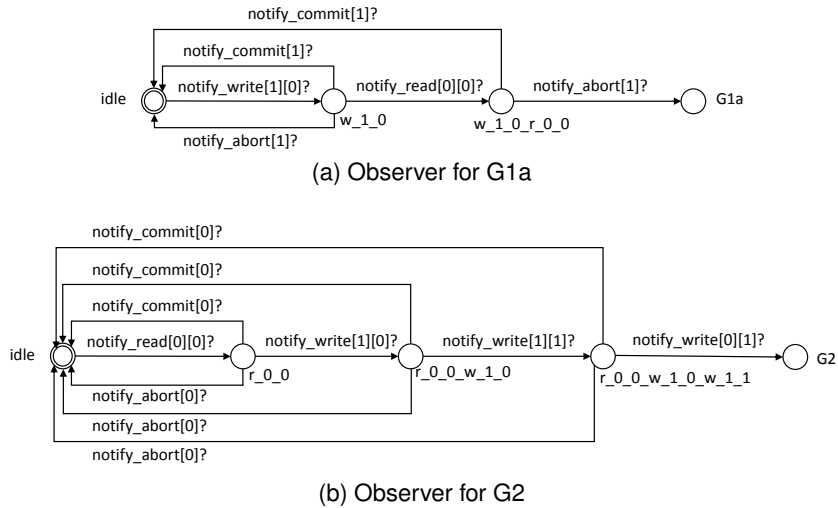 notify_commit[1]?
notify_commit[1]?
idle
notify_write[1][0]?
notify_read[0][0]?
notify_abort[1]?
G1a
w_1_0
w_1_0_r_0_0
notify_abort[1]?
(a) Observer for G1a
notify_commit[0]?
notify_commit[0]?
notify_commit[0]?
idle
notify_read[0][0]?
notify_write[1][0]?
notify_write[1][1]?
notify_write[0][1]?
G2
r_0_0
r_0_0_w_1_0
r_0_0_w_1_0_w_1_1
notify_abort[0]?
notify_abort[0]?
notify_abort[0]?
(b) Observer for G2